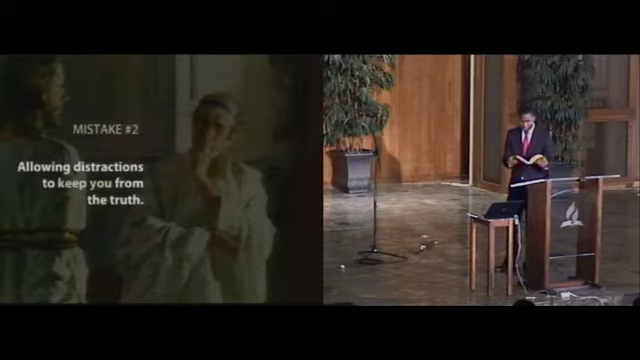 MISTAKE #2
Allowing distractions
to keep you from
the truth.